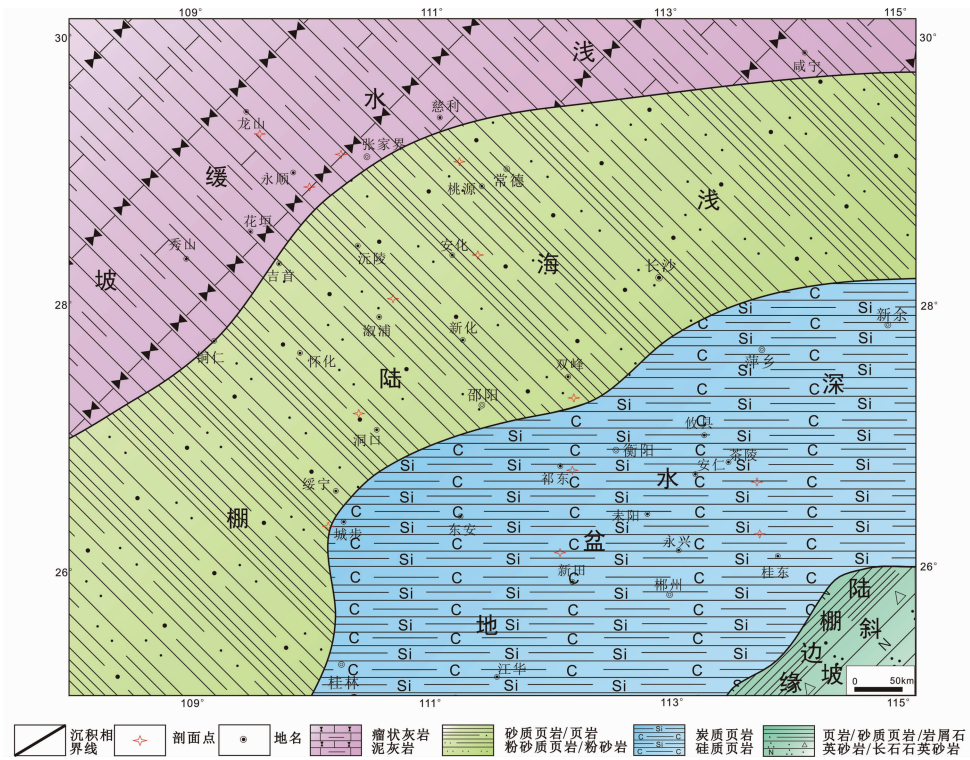 109°
111°
113°
115°
30°
30°
浅
水
缓
坡
咸宁
慈利
龙山
张家界
永顺
桃源
常德
花垣
秀山
吉首
沅陵
安化
浅
海
陆
棚
长沙
铜仁
溆浦
新化
怀化
双峰
邵阳
洞口
绥宁
28°
28°
C
Si
新余
萍乡
深
水
盆
地
攸县
衡阳
茶陵
安仁
祁东
耒阳
城步
东安
永兴
新田
桂东
郴州
江华
桂林
26°
26°
陆
棚
边
缘
斜
坡
N
0 50km
109°
111°
113°
115°
沉积相
界线
剖面点
地名
瘤状灰岩
泥灰岩
砂质页岩/页岩
粉砂质页岩/粉砂岩
Si
C C
Si
C C
炭质页岩
硅质页岩
N N
页岩/砂质页岩/岩屑石
英砂岩/长石石英砂岩